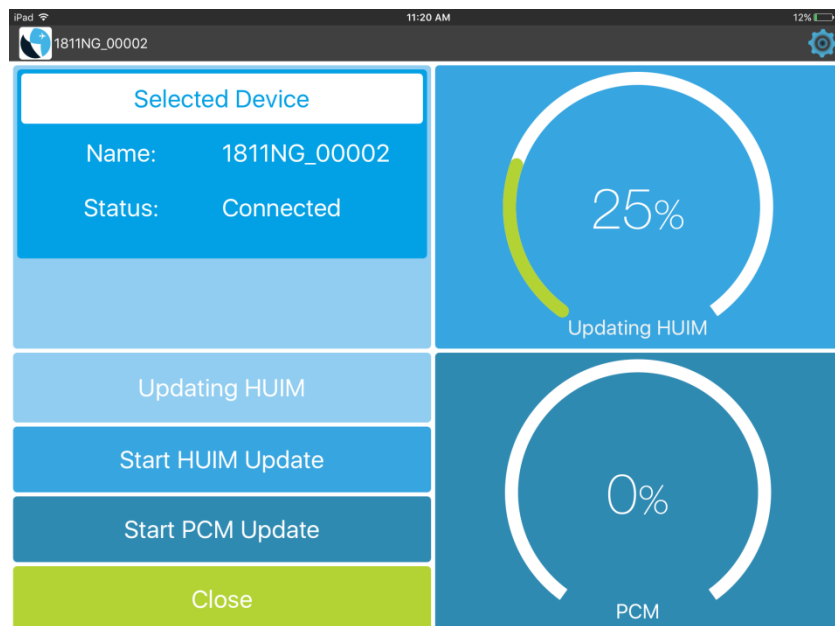 iPad 11:20 AM 12%
1811NG_00002
Selected Device
Name: 1811NG_00002
Status: Connected
25%
Updating HUIM
Updating HUIM
Start HUIM Update
Start PCM Update
Close
0%
PCM